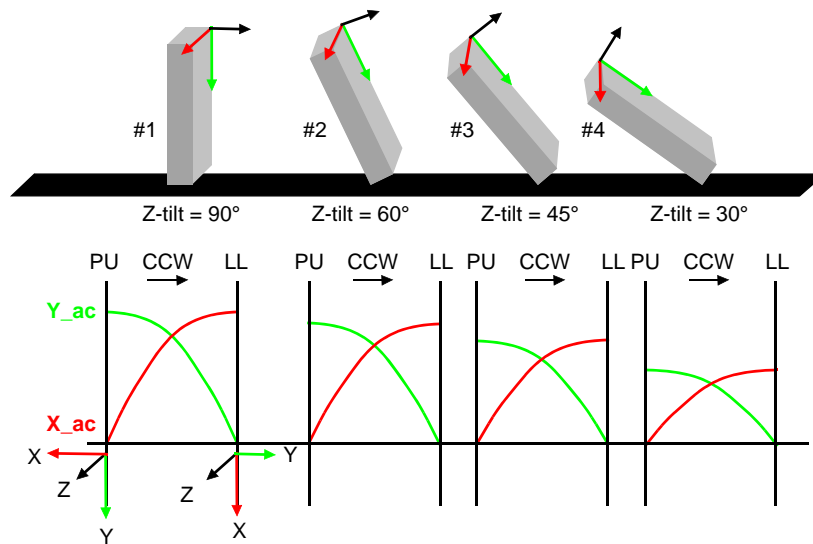 #1
#2
#3
#4
Z-tilt = 90°
Z-tilt = 60°
Z-tilt = 45°
Z-tilt = 30°
PU CCW LL
PU CCW LL
PU CCW LL
PU CCW LL
Y_ac
X_ac
X
Z
Y
Y
Z
X